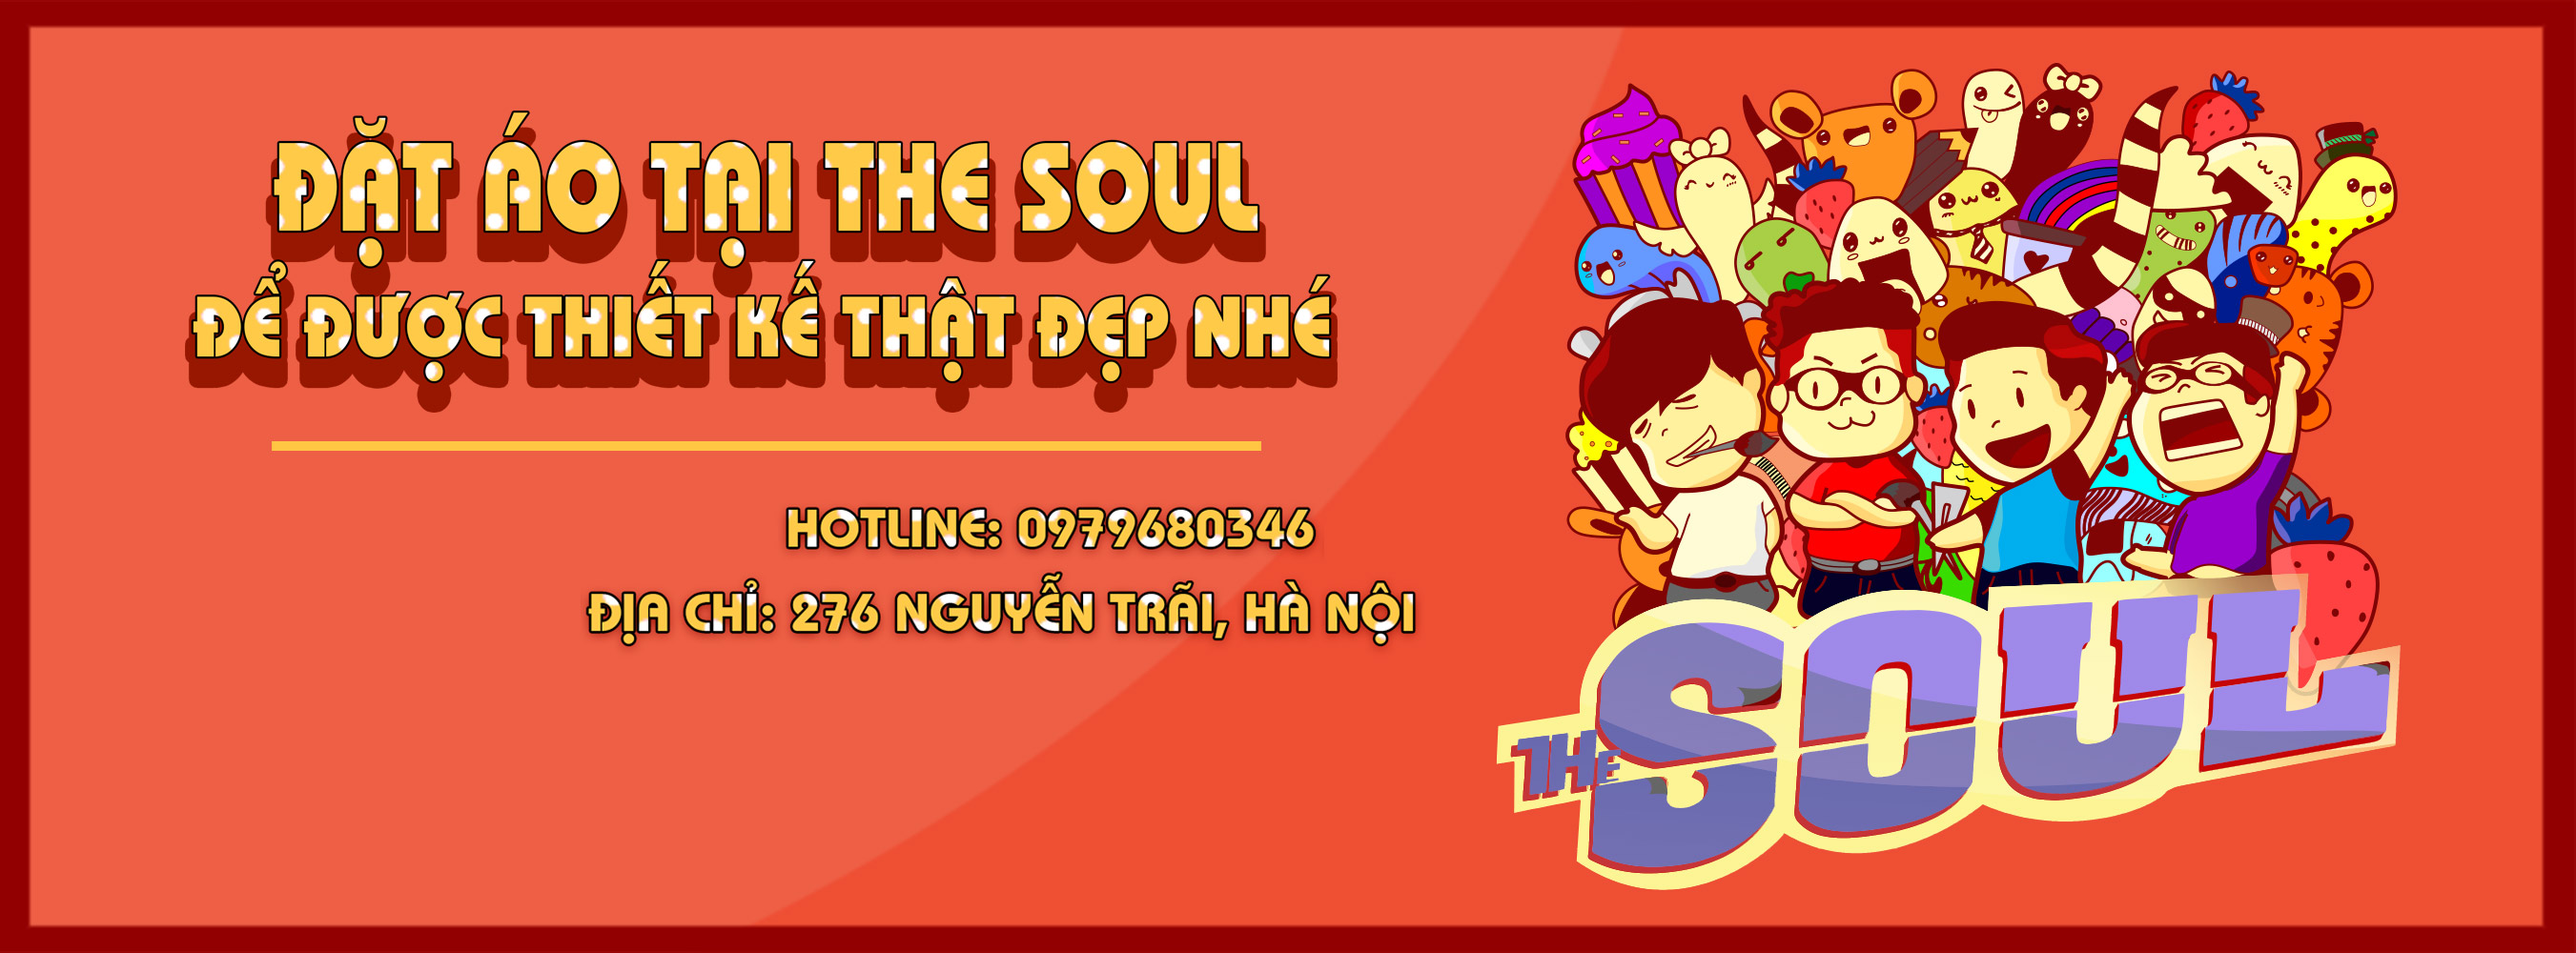 ĐẶT ÁO TẠI THE SOUL
ĐỂ ĐƯỢC THIẾT KẾ THẬT ĐẸP NHÉ
HOTLINE: 0979680346
ĐỊA CHỈ: 276 NGUYỄN TRÃI, HÀ NỘI
THE SOUL